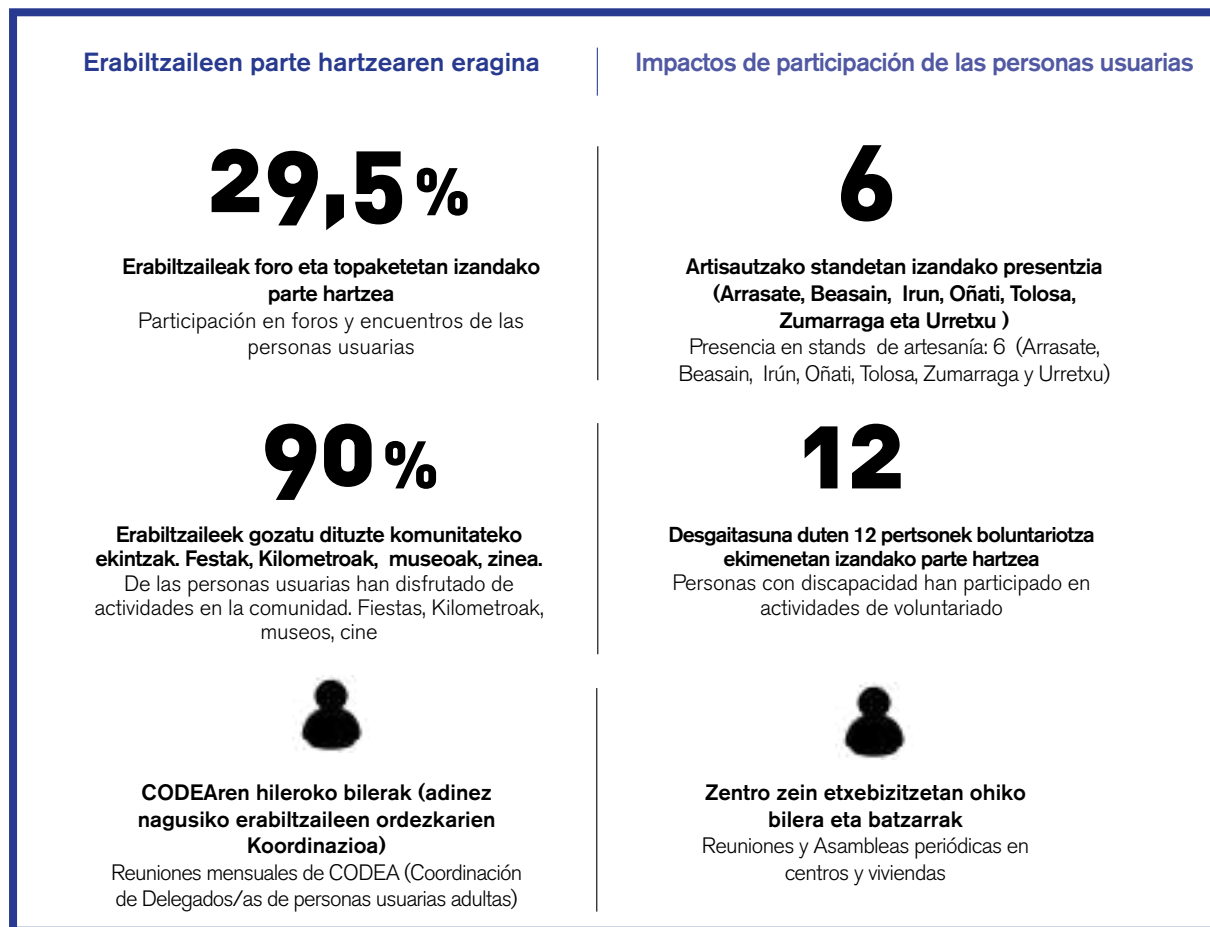 Erabiltzaileen parte hartzearen eragina
Impactos de participación de las personas usuarias
29,5%
Erabiltzaileak foro eta topaketetan izandako
parte hartzea
Participación en foros y encuentros de las
personas usuarias
6
Artisautzako standetan izandako presentzia
(Arrasate, Beasain, Irun, Oñati, Tolosa,
Zumarraga eta Urretxu )
Presencia en stands de artesanía: 6 (Arrasate,
Beasain, Irún, Oñati, Tolosa, Zumarraga y Urretxu)
90%
Erabiltzaileek gozatu dituzte komunitateko
ekintzak. Festak, Kilometroak, museoak, zinea.
De las personas usuarias han disfrutado de
actividades en la comunidad. Fiestas, Kilometroak,
museos, cine
12
Desgaitasuna duten 12 pertsonek boluntariotza
ekimenetan izandako parte hartzea
Personas con discapacidad han participado en
actividades de voluntariado
CODEAren hileroko bilerak (adinez
nagusiko erabiltzaileen ordezkarien
Koordinazioa)
Reuniones mensuales de CODEA (Coordinación
de Delegados/as de personas usuarias adultas)
Zentro zein etxebizitzetan ohiko
bilera eta batzarrak
Reuniones y Asambleas periódicas en
centros y viviendas